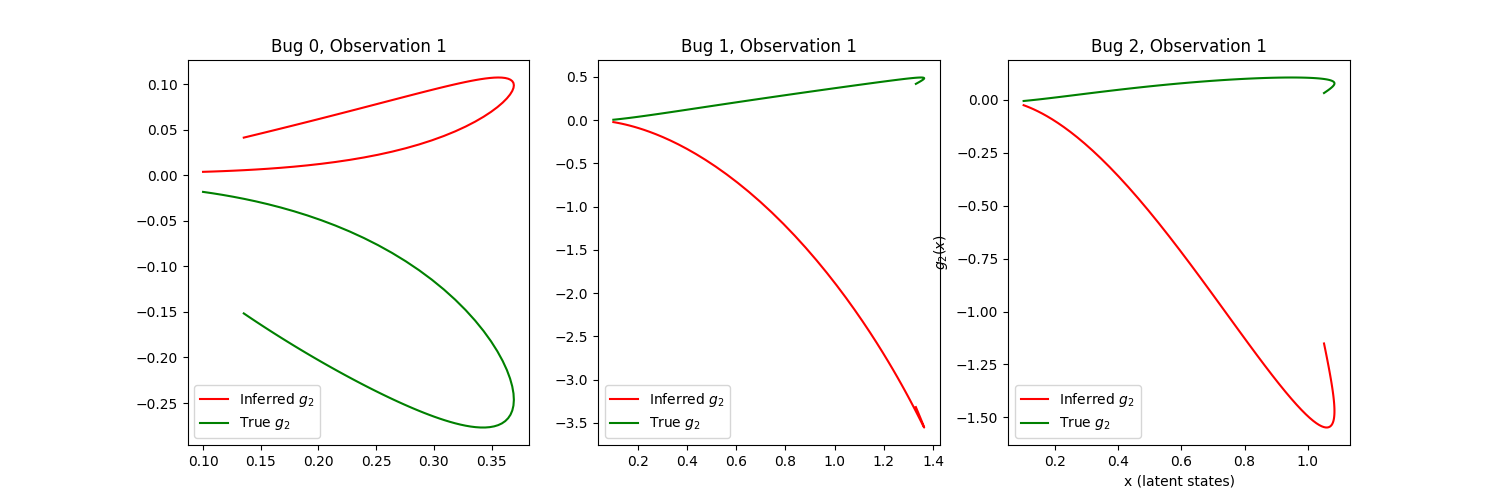 Bug 0, Observation 1
0.10
0.05
0.00
−0.05
−0.10
−0.15
−0.20
−0.25
Inferred g₂
True g₂
0.10 0.15 0.20 0.25 0.30 0.35
Bug 1, Observation 1
0.5
0.0
−0.5
−1.0
−1.5
−2.0
−2.5
−3.0
−3.5
Inferred g₂
True g₂
0.2 0.4 0.6 0.8 1.0 1.2 1.4
Bug 2, Observation 1
g₂(x)
0.00
−0.25
−0.50
−0.75
−1.00
−1.25
−1.50
Inferred g₂
True g₂
0.2 0.4 0.6 0.8 1.0
x (latent states)